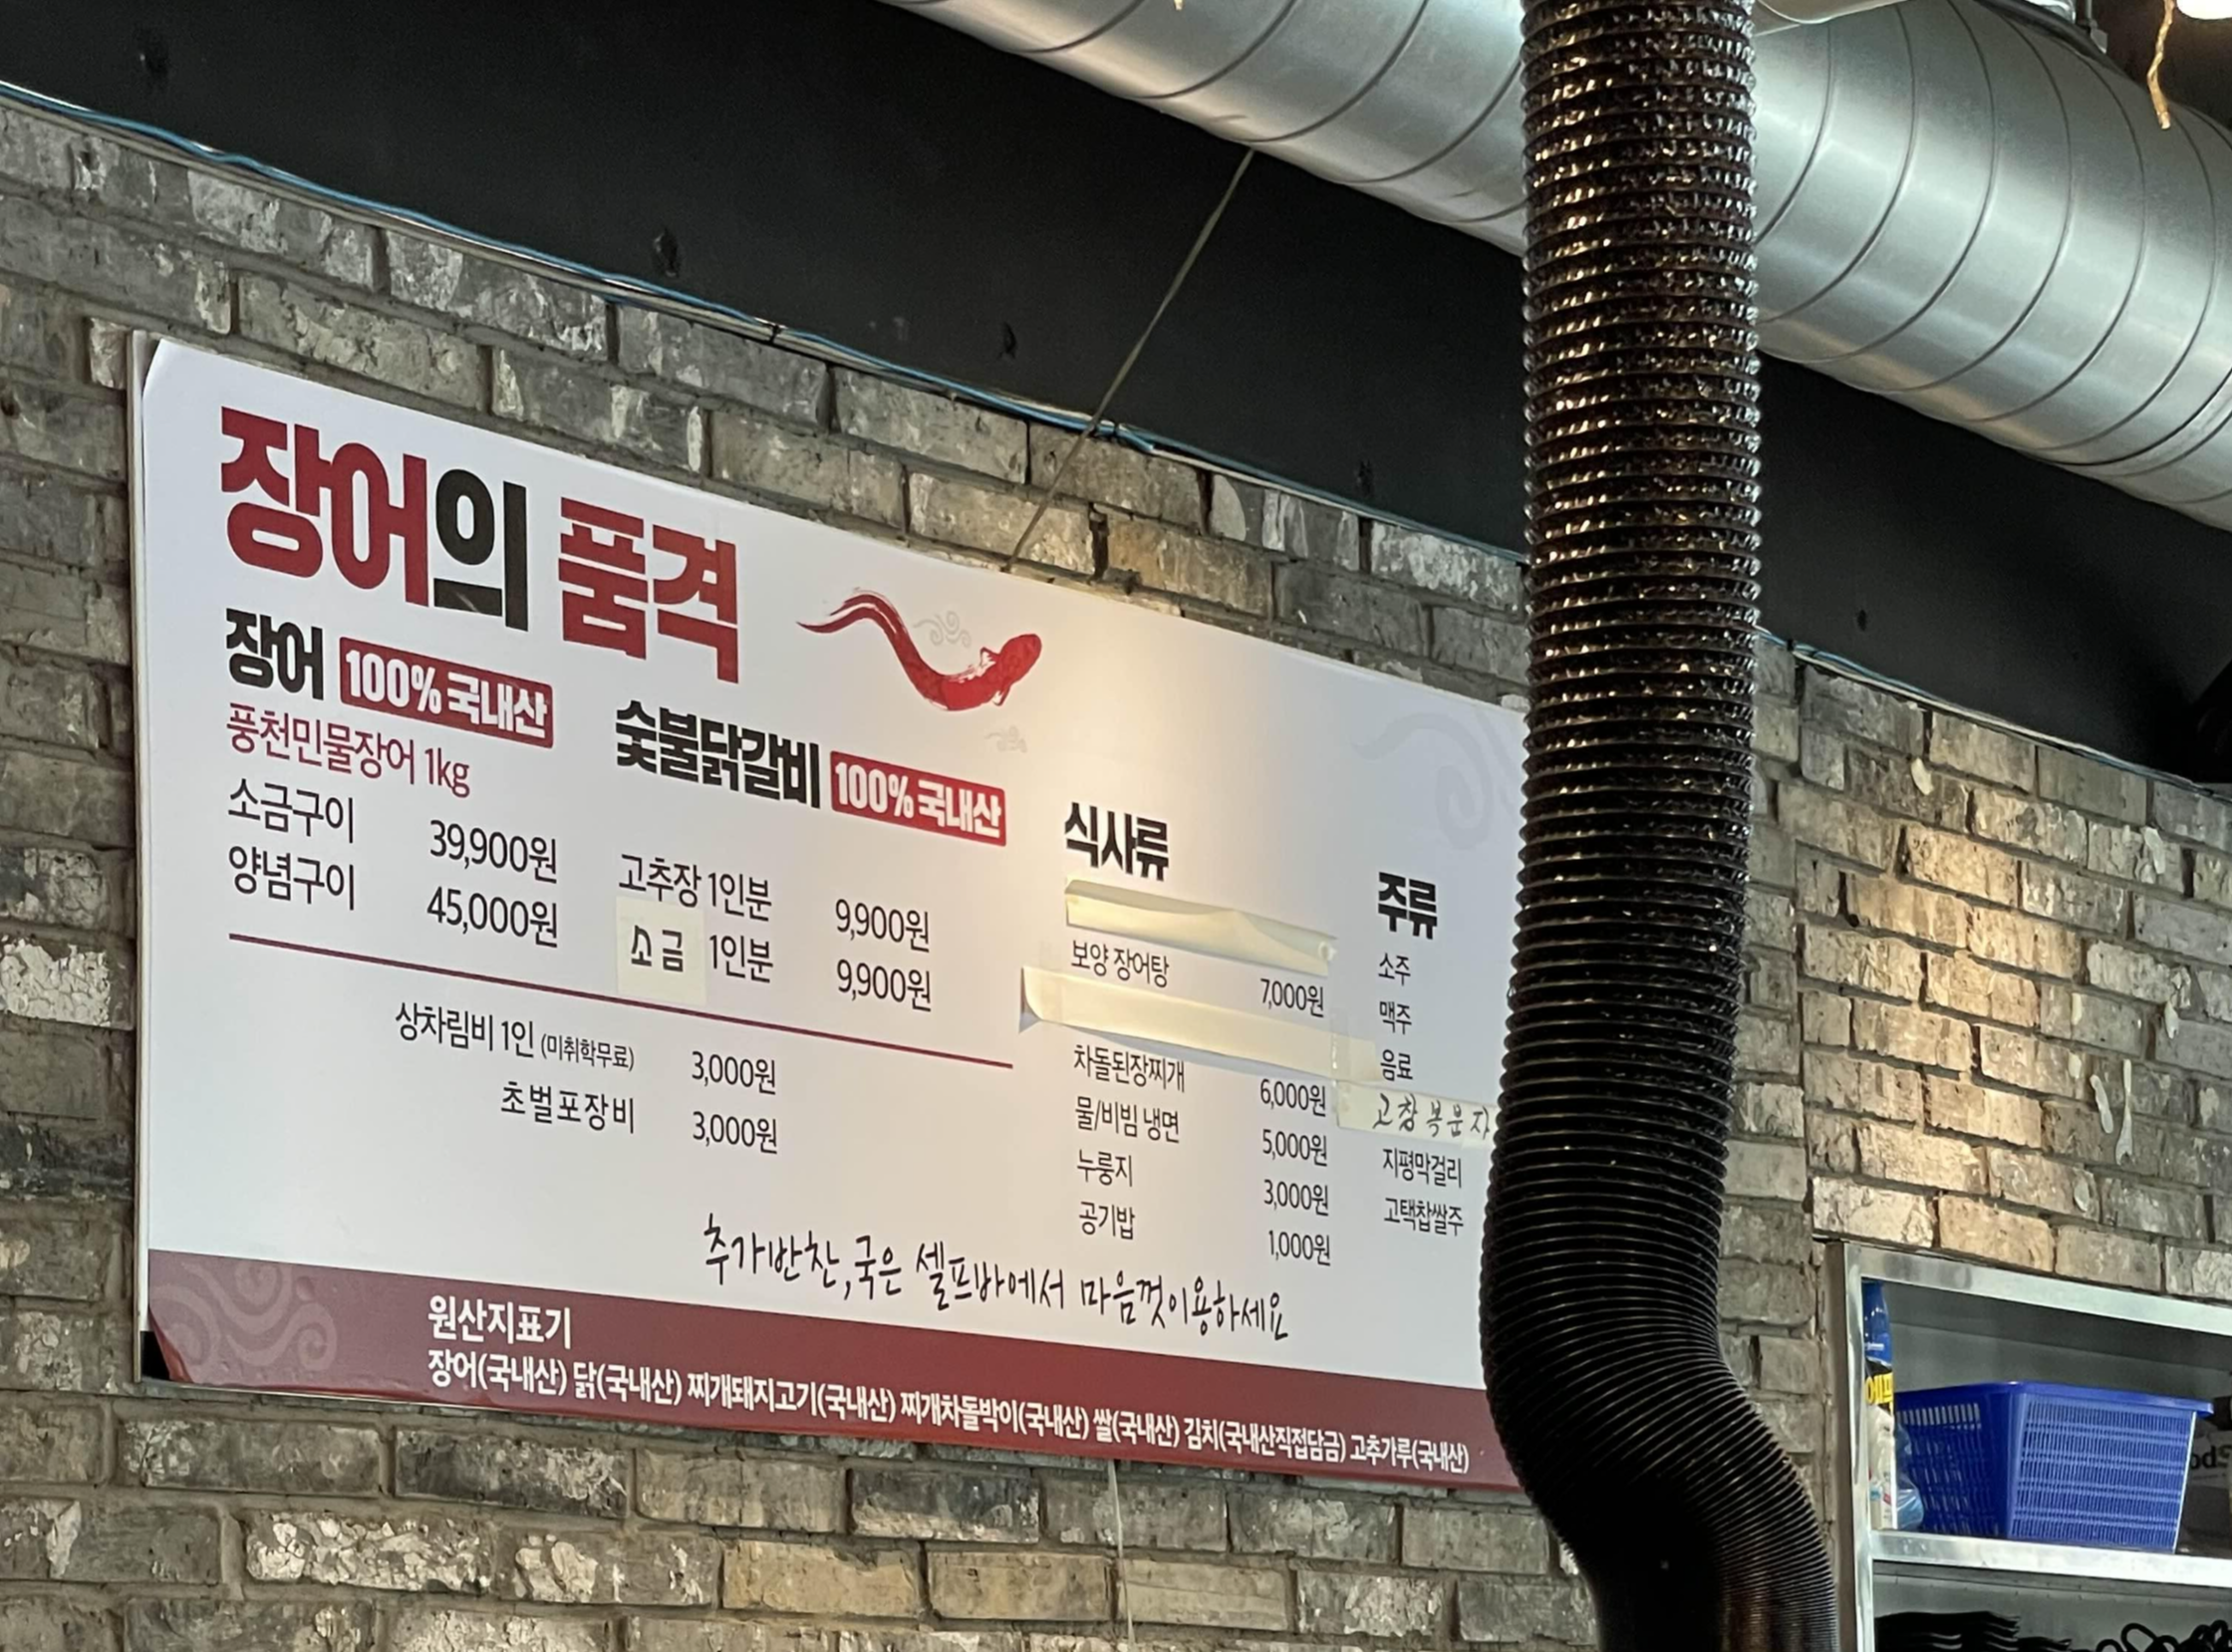 장어의 품격
장어 100% 국내산
풍천민물장어 1kg
소금구이 39,900원
양념구이 45,000원
숯불닭갈비 100% 국내산
고추장 1인분 9,900원
소금 1인분 9,900원
상차림비 1인 (미취학무료) 3,000원
초벌포장비 3,000원
식사류
보양 장어탕 7,000원
차돌된장찌개 6,000원
물/비빔 냉면 5,000원
누룽지 3,000원
공기밥 1,000원
주류
소주
맥주
음료
고창복분자
지평막걸리
고택찹쌀주
추가반찬,국은 셀프바에서 마음껏이용하세요
원산지표기
장어(국내산) 닭(국내산) 찌개돼지고기(국내산) 찌개차돌박이(국내산) 쌀(국내산) 김치(국내산직접담금) 고추가루(국내산)